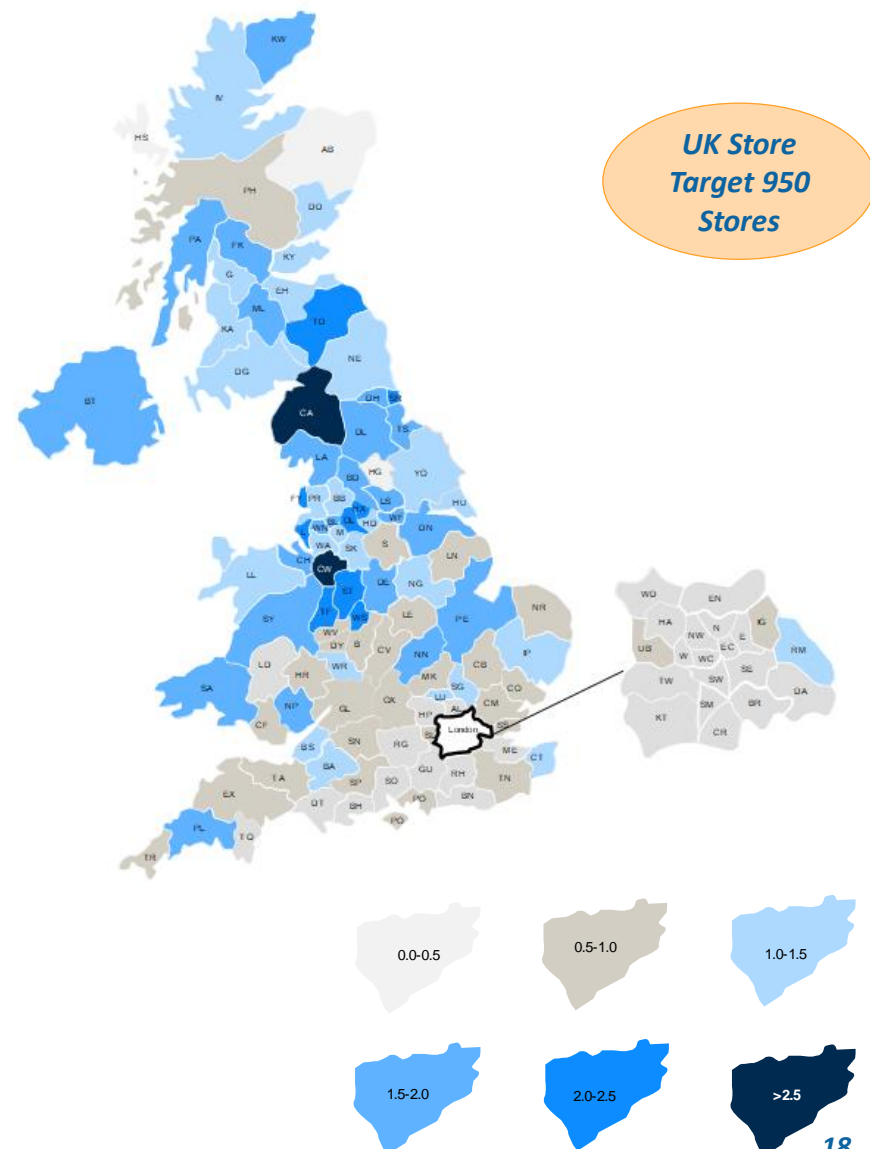 KW
IV
HS
AB
PH
DD
PA
FK
KY
G
EH
ML
TD
KA
DG
NE
BT
CA
DH
SR
DL
TS
LA
HG
YO
BD
FY
PR
BB
HX
LS
HU
WN
BL
OL
HD
WF
DN
L
M
WA
SK
S
LN
CH
CW
LL
ST
DE
NG
TF
WS
LE
PE
NR
SY
WV
DY
B
CV
NN
LD
HR
WR
MK
CB
IP
SA
NP
GL
OX
LU
SG
CM
CO
CF
HP
AL
London
SS
SL
BS
SN
RG
ME
CT
BA
GU
RH
TN
TA
SP
SO
EX
DT
BH
PO
BN
PO
PL
TQ
TR
UK Store
Target 950
Stores
WD
EN
HA
N
IG
NW
E
UB
W
WC
EC
RM
TW
SW
SE
DA
KT
SM
BR
CR
0.0-0.5
0.5-1.0
1.0-1.5
1.5-2.0
2.0-2.5
>2.5
18